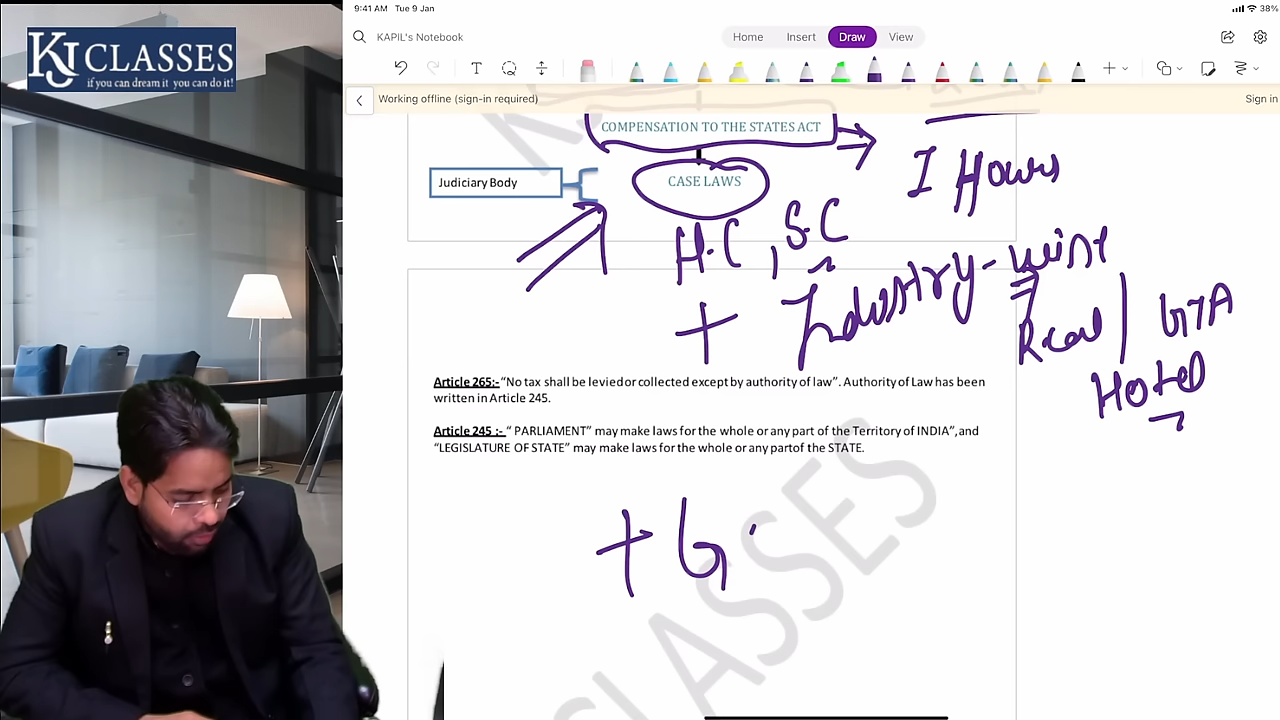 KJ CLASSES
if you can dream it you can do it!
9:41 AM Tue 9 Jan
38%
KAPIL's Notebook
Home Insert Draw View
Working offline (sign-in required)
Sign in
COMPENSATION TO THE STATES ACT
Judiciary Body
CASE LAWS
I Hours
H.C, S.C
+ Industry-wise
Real | GTA
Hotel
Article 265:- “No tax shall be levied or collected except by authority of law”. Authority of Law has been
written in Article 245.
Article 245 :- “ PARLIAMENT” may make laws for the whole or any part of the Territory of INDIA”, and
“LEGISLATURE OF STATE” may make laws for the whole or any partof the STATE.
+ G
CLASSES